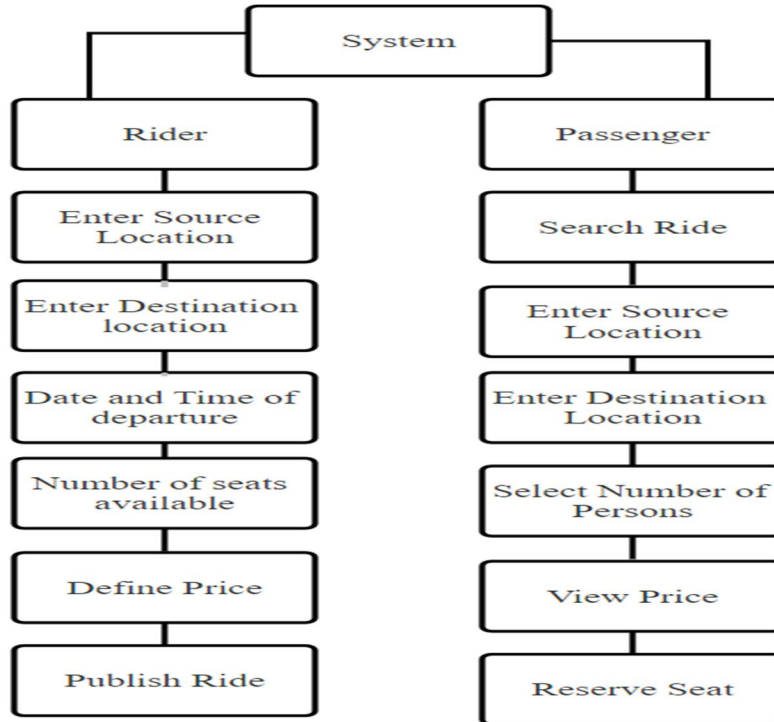 System
Rider
Enter Source
Location
Enter Destination
location
Date and Time of
departure
Number of seats
available
Define Price
Publish Ride
Passenger
Search Ride
Enter Source
Location
Enter Destination
Location
Select Number of
Persons
View Price
Reserve Seat